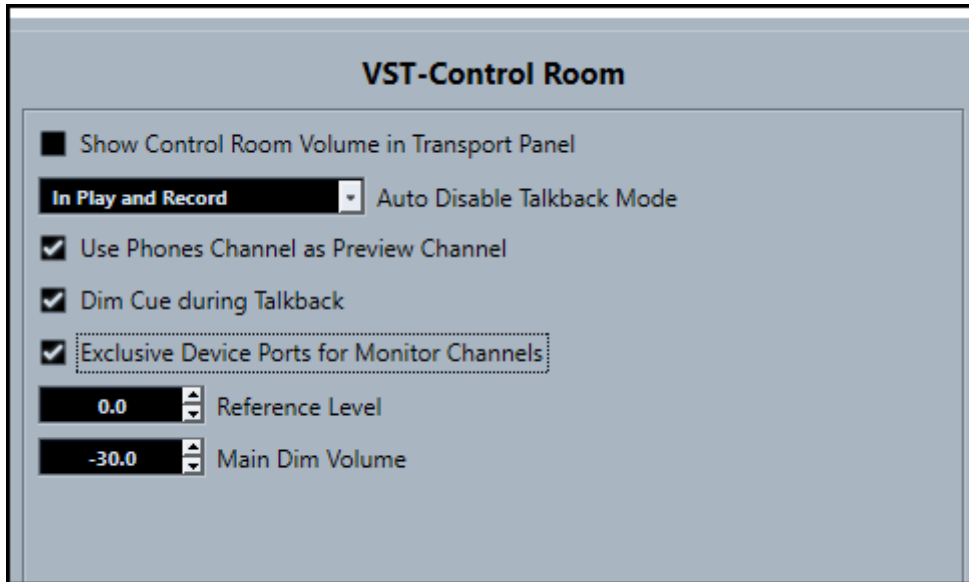 VST-Control Room
Show Control Room Volume in Transport Panel
In Play and Record Auto Disable Talkback Mode
Use Phones Channel as Preview Channel
Dim Cue during Talkback
Exclusive Device Ports for Monitor Channels
0.0 Reference Level
-30.0 Main Dim Volume